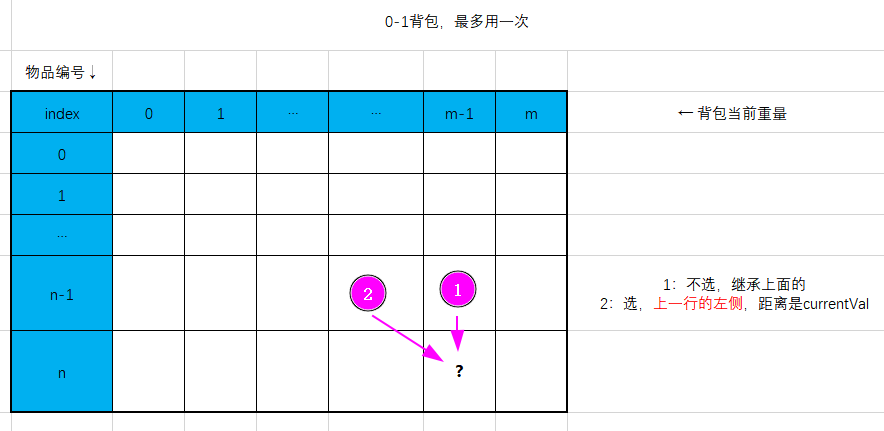 0-1背包，最多用一次
物品编号↓
index 0 1 … … m-1 m
← 背包当前重量
0
1
…
n-1
2 1
1：不选，继承上面的
2：选，上一行的左侧，距离是currentVal
n
?